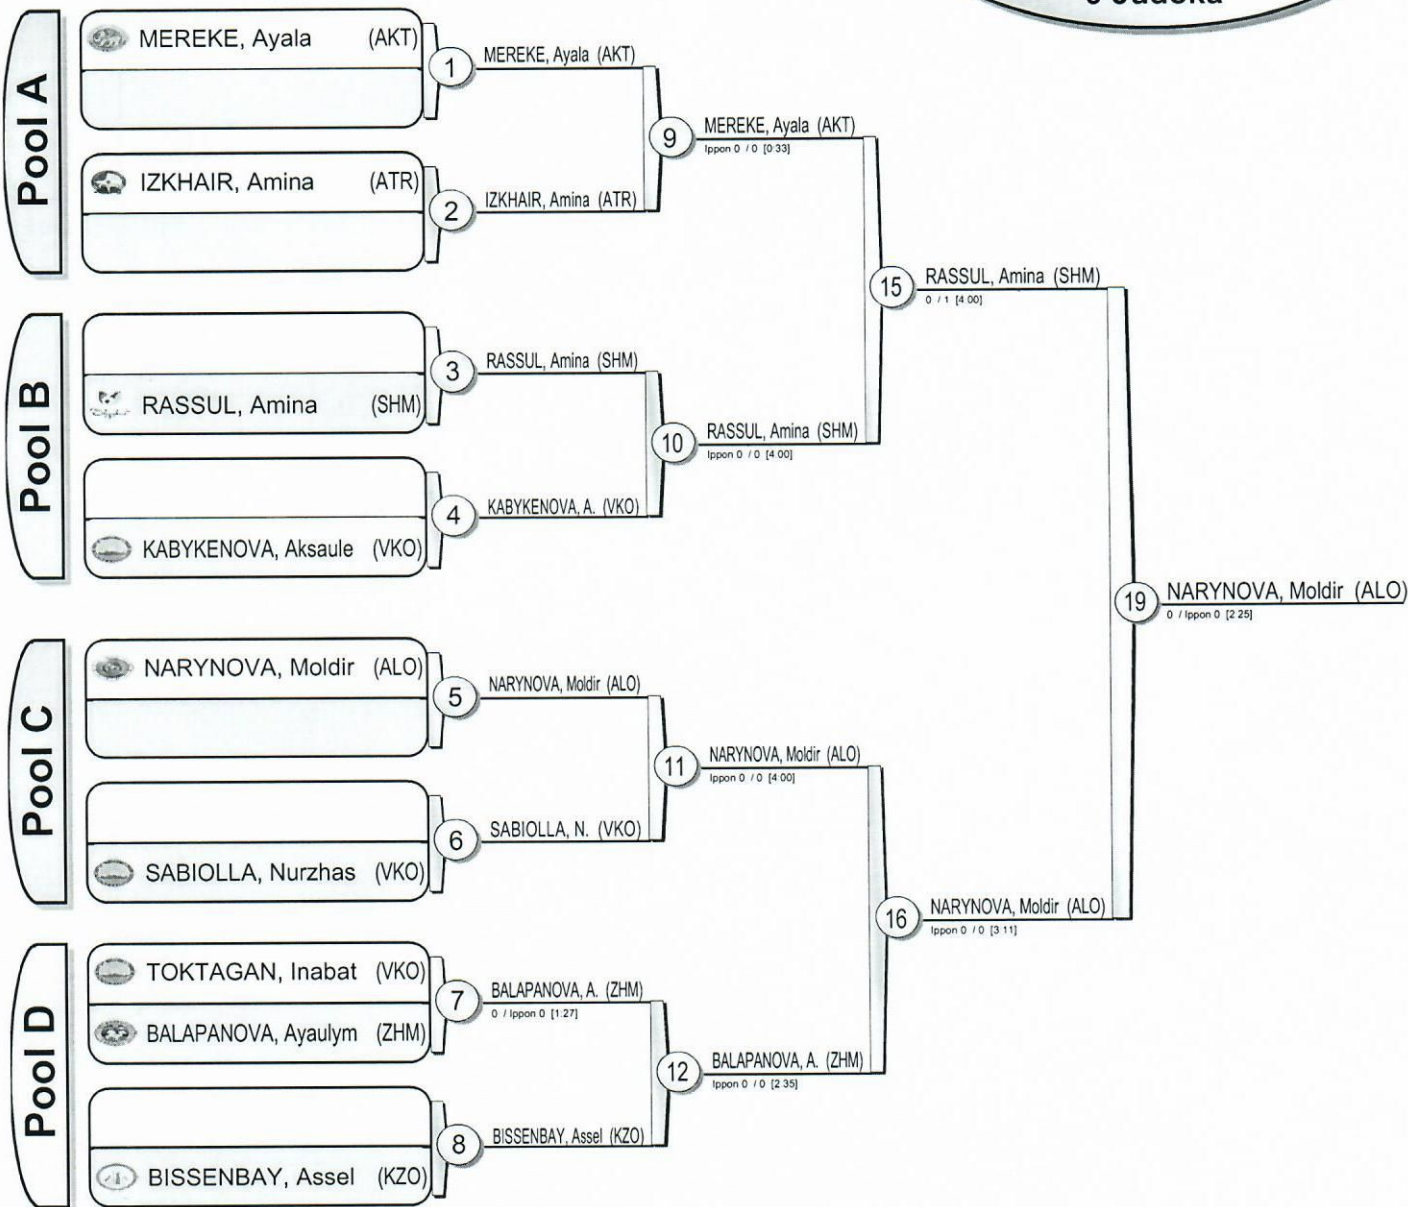 9 Judoka
Pool A
MEREKE, Ayala (AKT)
1
MEREKE, Ayala (AKT)
IZKHAIR, Amina (ATR)
2
IZKHAIR, Amina (ATR)
9
MEREKE, Ayala (AKT)
Ippon 0 / 0 [0:33]
Pool B
3
RASSUL, Amina (SHM)
RASSUL, Amina (SHM)
4
KABYKENOVA, A. (VKO)
KABYKENOVA, Aksaule (VKO)
10
RASSUL, Amina (SHM)
Ippon 0 / 0 [4:00]
15
RASSUL, Amina (SHM)
0 / 1 [4:00]
Pool C
NARYNOVA, Moldir (ALO)
5
NARYNOVA, Moldir (ALO)
6
SABIOLLA, N. (VKO)
SABIOLLA, Nurzhas (VKO)
11
NARYNOVA, Moldir (ALO)
Ippon 0 / 0 [4:00]
Pool D
TOKTAGAN, Inabat (VKO)
7
BALAPANOVA, A. (ZHM)
0 / Ippon 0 [1:27]
BALAPANOVA, Ayaulym (ZHM)
8
BISSENBAY, Assel (KZO)
BISSENBAY, Assel (KZO)
12
BALAPANOVA, A. (ZHM)
Ippon 0 / 0 [2:35]
16
NARYNOVA, Moldir (ALO)
Ippon 0 / 0 [3:11]
19
NARYNOVA, Moldir (ALO)
0 / Ippon 0 [2:25]